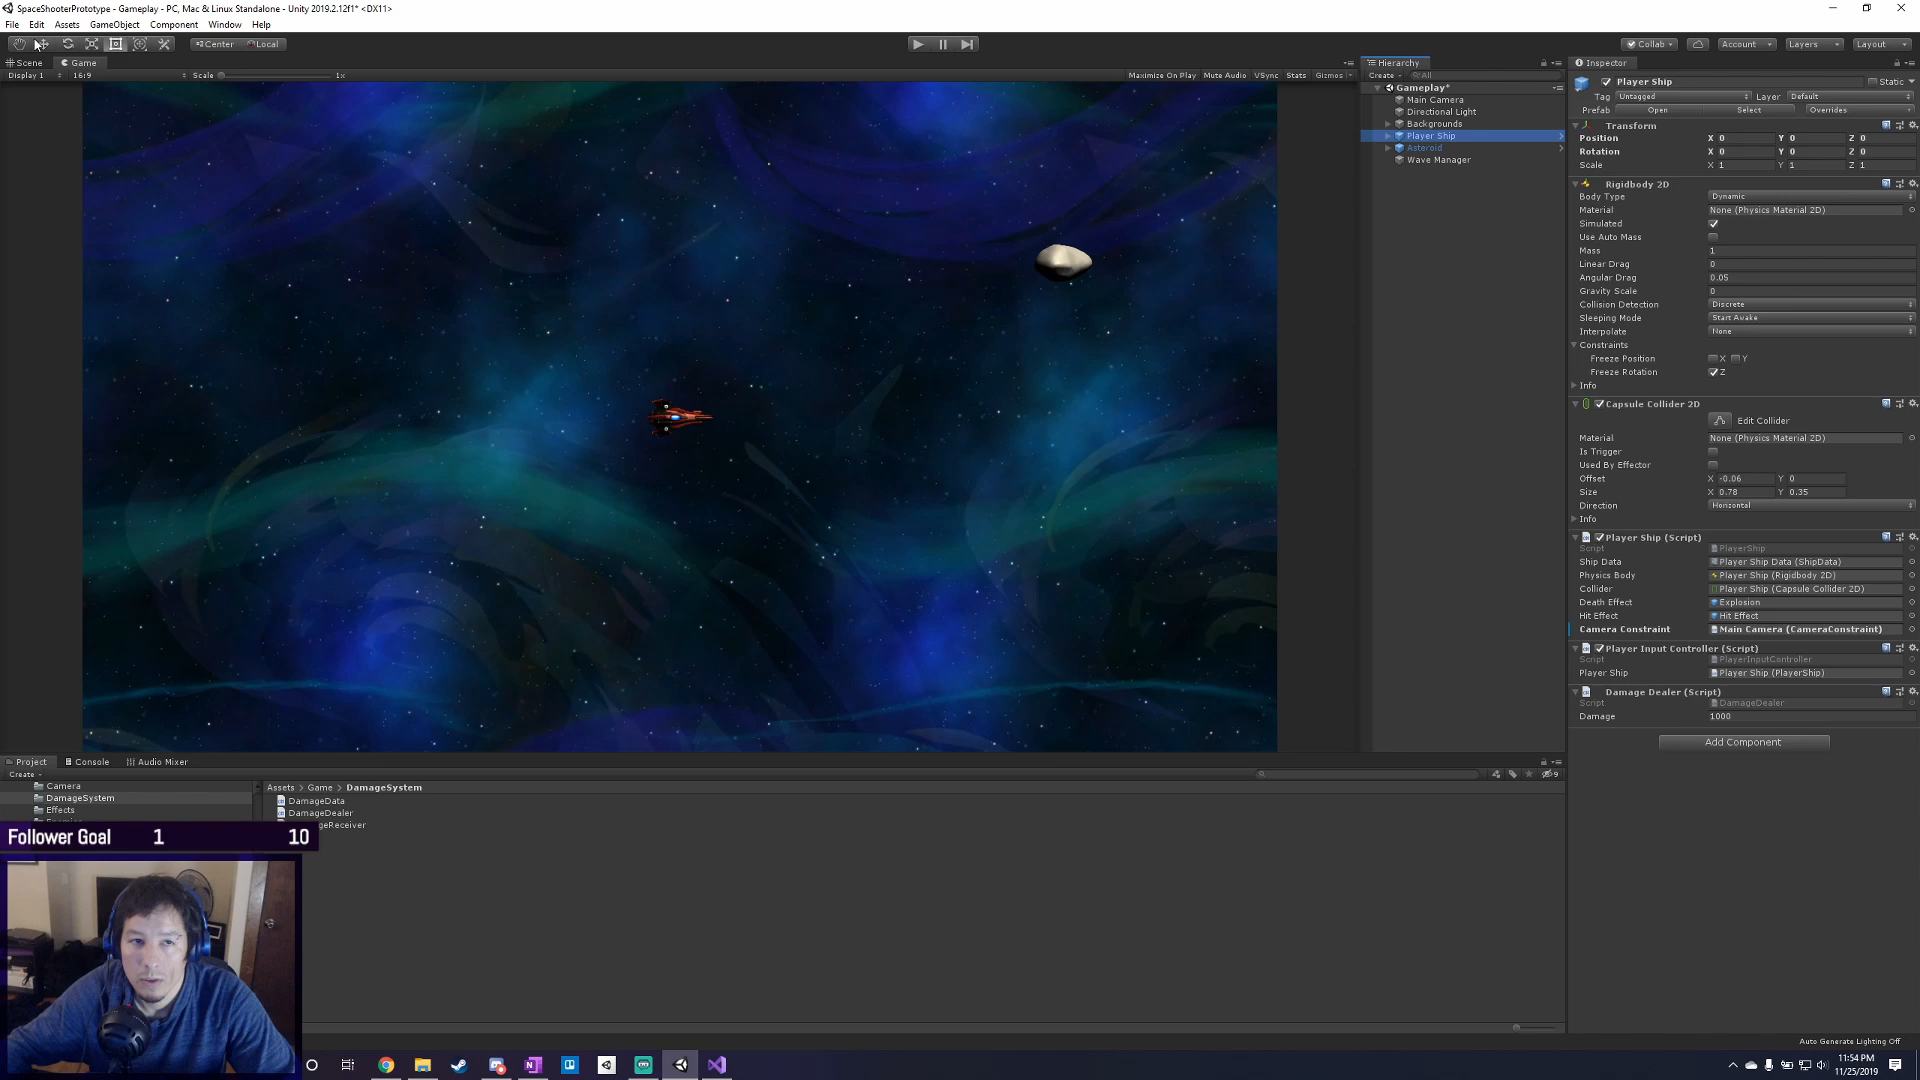 SpaceShooterPrototype - Gameplay - PC, Mac & Linux Standalone - Unity 2019.2.12f1* <DX11>
File Edit Assets GameObject Component Window Help
Center Local
Collab Account Layers Layout
Scene Game
Display 1 16:9 Scale 1x Maximize On Play Mute Audio VSync Stats Gizmos
Hierarchy
Create All
Gameplay*
Main Camera
Directional Light
Backgrounds
Player Ship
Asteroid
Wave Manager
Inspector
Player Ship Static
Tag Untagged Layer Default
Prefab Open Select Overrides
Transform
Position X 0 Y 0 Z 0
Rotation X 0 Y 0 Z 0
Scale X 1 Y 1 Z 1
Rigidbody 2D
Body Type Dynamic
Material None (Physics Material 2D)
Simulated
Use Auto Mass
Mass 1
Linear Drag 0
Angular Drag 0.05
Gravity Scale 0
Collision Detection Discrete
Sleeping Mode Start Awake
Interpolate None
Constraints
Freeze Position X Y
Freeze Rotation Z
Info
Capsule Collider 2D
Edit Collider
Material None (Physics Material 2D)
Is Trigger
Used By Effector
Offset X -0.06 Y 0
Size X 0.78 Y 0.35
Direction Horizontal
Info
Player Ship (Script)
Script PlayerShip
Ship Data Player Ship Data (ShipData)
Physics Body Player Ship (Rigidbody 2D)
Collider Player Ship (Capsule Collider 2D)
Death Effect Explosion
Hit Effect Hit Effect
Camera Constraint Main Camera (CameraConstraint)
Player Input Controller (Script)
Script PlayerInputController
Player Ship Player Ship (PlayerShip)
Damage Dealer (Script)
Script DamageDealer
Damage 1000
Add Component
Project Console Audio Mixer
Create
9
Camera
DamageSystem
Effects
Assets > Game > DamageSystem
DamageData
DamageDealer
geReceiver
Follower Goal 1 10
Auto Generate Lighting Off
11:54 PM
11/25/2019